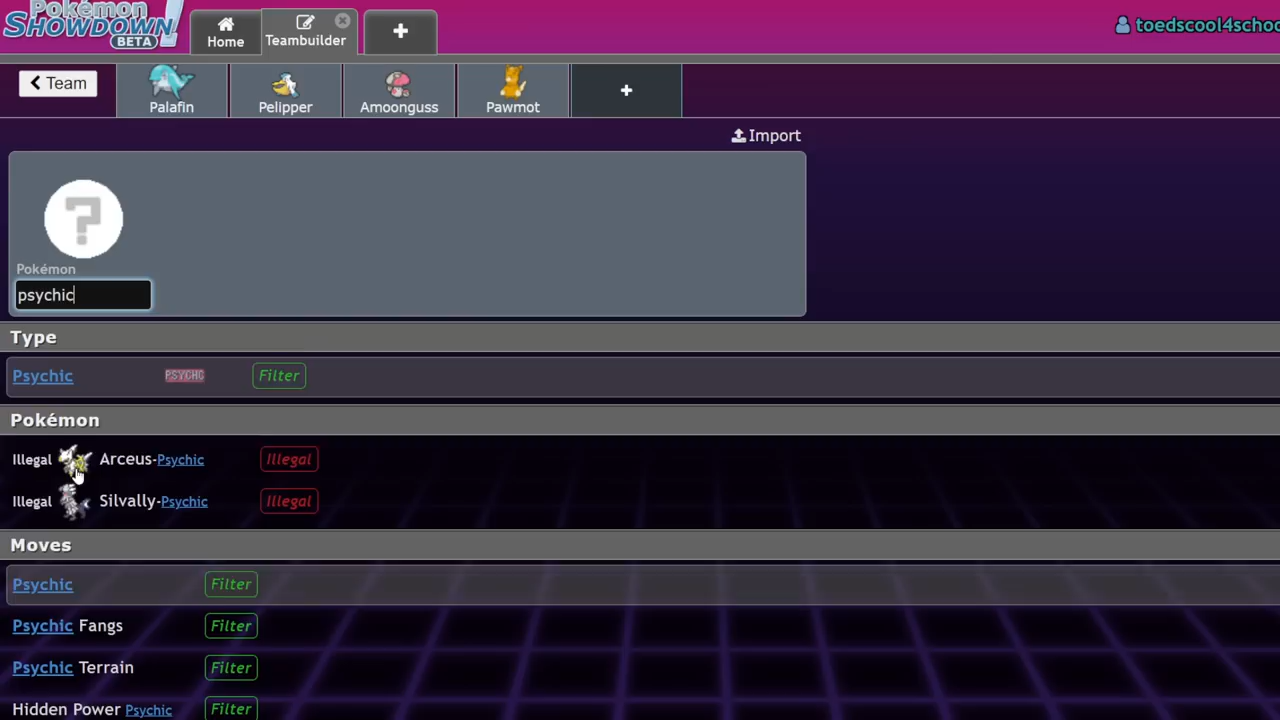 Pokémon
SHOWDOWN!
BETA
Home
Teambuilder
toedscool4schoo
Team
Palafin
Pelipper
Amoonguss
Pawmot
Import
Pokémon
psychic
Type
Psychic PSYCHC Filter
Pokémon
Illegal Arceus-Psychic Illegal
Illegal Silvally-Psychic Illegal
Moves
Psychic Filter
Psychic Fangs Filter
Psychic Terrain Filter
Hidden Power Psychic Filter